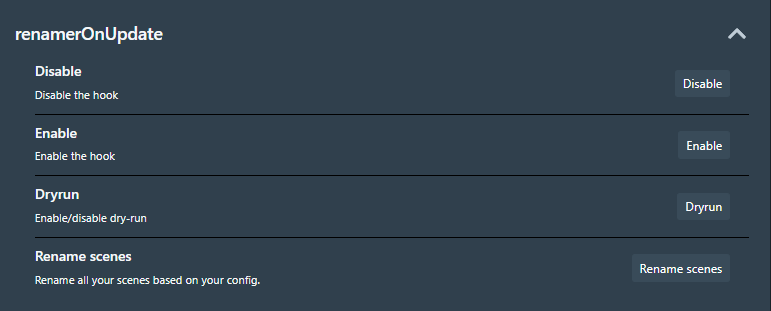 renamerOnUpdate
Disable
Disable the hook
Disable
Enable
Enable the hook
Enable
Dryrun
Enable/disable dry-run
Dryrun
Rename scenes
Rename all your scenes based on your config.
Rename scenes